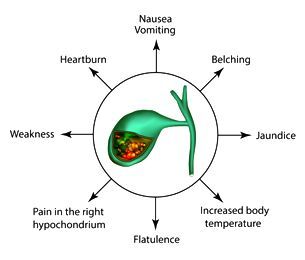 Nausea
Vomiting
Heartburn
Belching
Weakness
Jaundice
Pain in the right
hypochondrium
Increased body
temperature
Flatulence